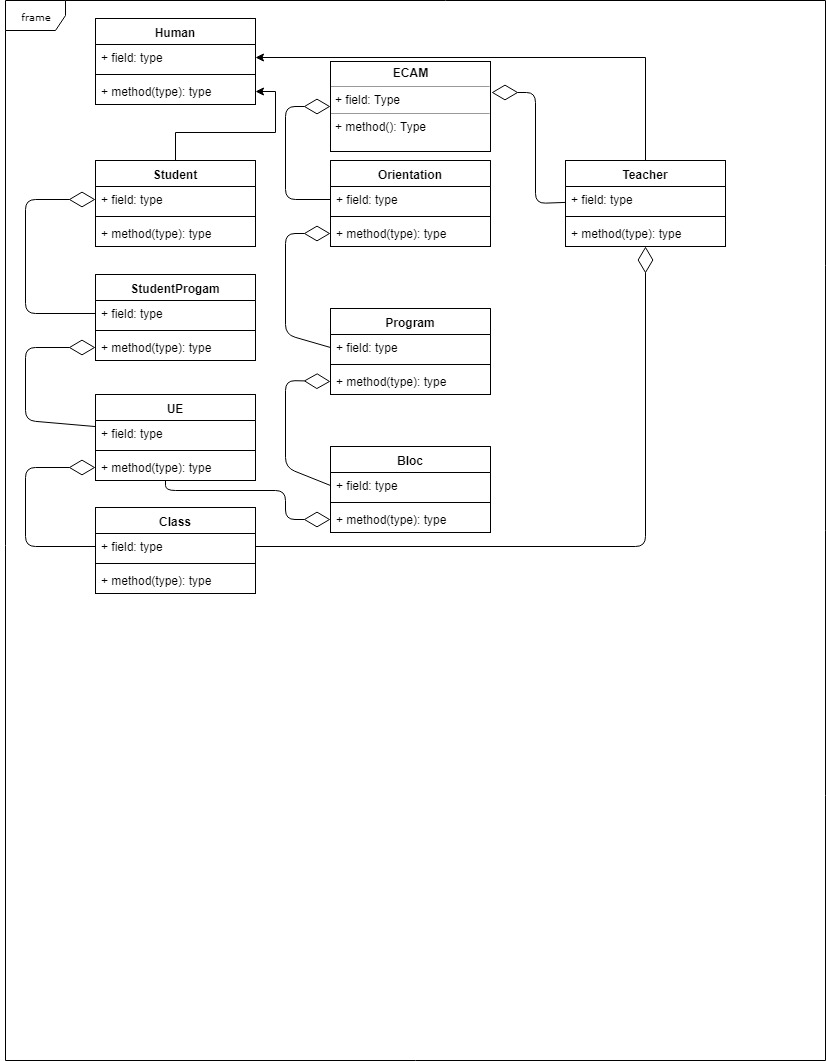 frame
Human
+ field: type
+ method(type): type
ECAM
+ field: Type
+ method(): Type
Student
+ field: type
+ method(type): type
Orientation
+ field: type
+ method(type): type
Teacher
+ field: type
+ method(type): type
StudentProgam
+ field: type
+ method(type): type
Program
+ field: type
+ method(type): type
UE
+ field: type
+ method(type): type
Bloc
+ field: type
+ method(type): type
Class
+ field: type
+ method(type): type